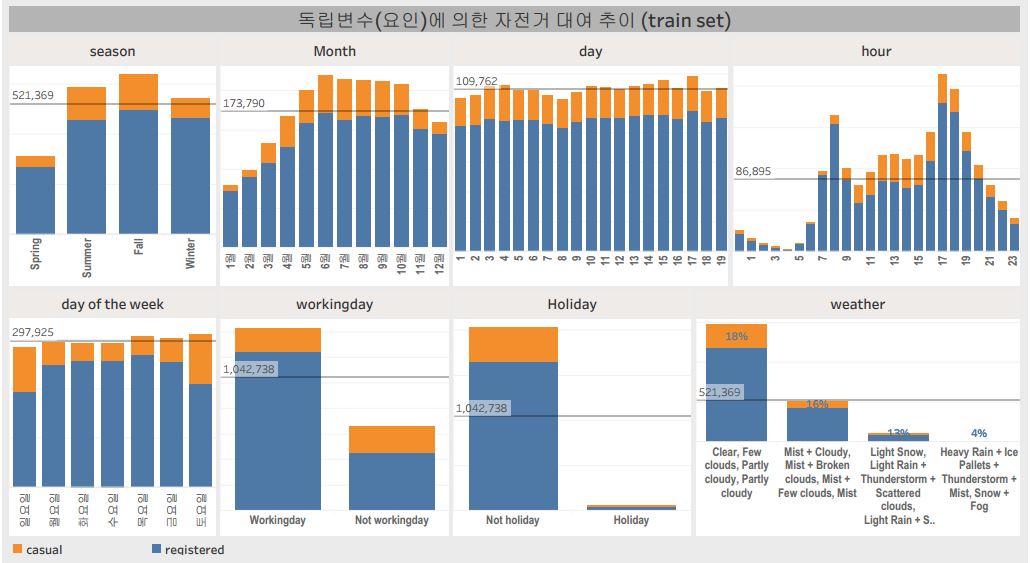 독립변수(요인)에 의한 자전거 대여 추이 (train set)
season
Month
day
hour
521,369
173,790
109,762
86,895
Spring
Summer
Fall
Winter
1월 2월 3월 4월 5월 6월 7월 8월 9월 10월 11월 12월
1 2 3 4 5 6 7 8 9 10 11 12 13 14 15 16 17 18 19
1 3 5 7 9 11 13 15 17 19 21 23
day of the week
workingday
Holiday
weather
297,925
1,042,738
1,042,738
521,369
18%
16%
13%
4%
일요일 월요일 화요일 수요일 목요일 금요일 토요일
Workingday
Not workingday
Not holiday
Holiday
Clear, Few
clouds, Partly
cloudy, Partly
cloudy
Mist + Cloudy,
Mist + Broken
clouds, Mist +
Few clouds, Mist
Light Snow,
Light Rain +
Thunderstorm +
Scattered
clouds,
Light Rain + S..
Heavy Rain + Ice
Pallets +
Thunderstorm +
Mist, Snow +
Fog
casual
registered